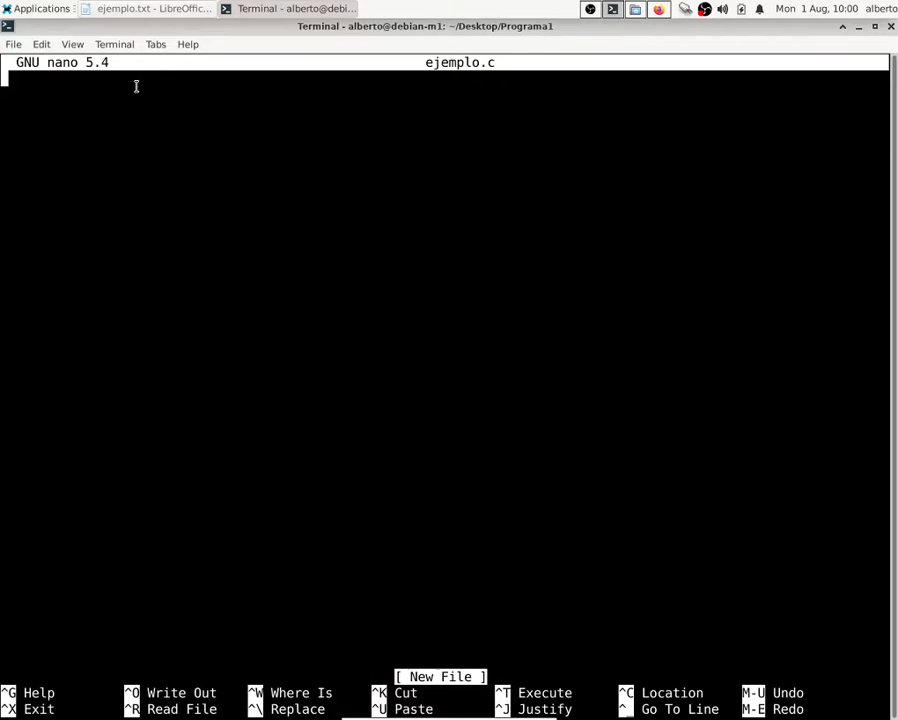 Applications ejemplo.txt - LibreOffic... Terminal - alberto@debi... Mon 1 Aug, 10:00 alberto
Terminal - alberto@debian-m1: ~/Desktop/Programa1
File Edit View Terminal Tabs Help
GNU nano 5.4 ejemplo.c
[ New File ]
^G Help ^O Write Out ^W Where Is ^K Cut ^T Execute ^C Location M-U Undo
^X Exit ^R Read File ^\ Replace ^U Paste ^J Justify ^_ Go To Line M-E Redo